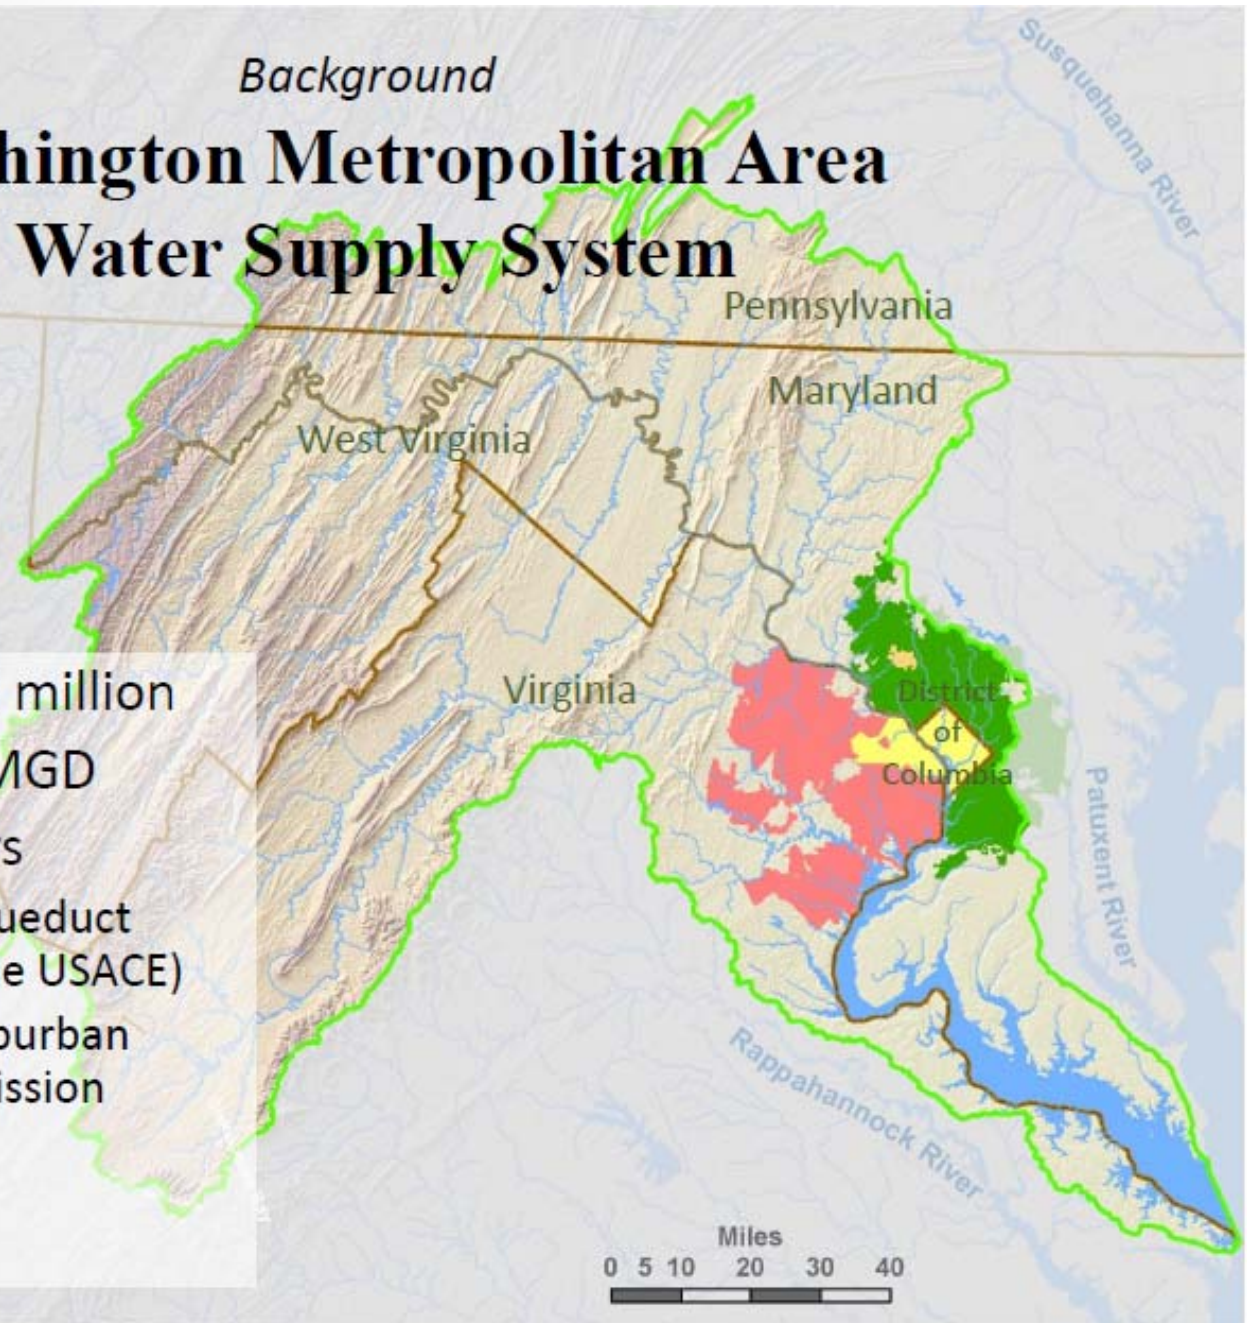 Background
hington Metropolitan Area
Water Supply System
Susquehanna River
Pennsylvania
Maryland
West Virginia
Virginia
District
of
Columbia
Patuxent River
Rappahannock River
million
MGD
s
ueduct
e USACE)
burban
ission
Miles
0 5 10 20 30 40